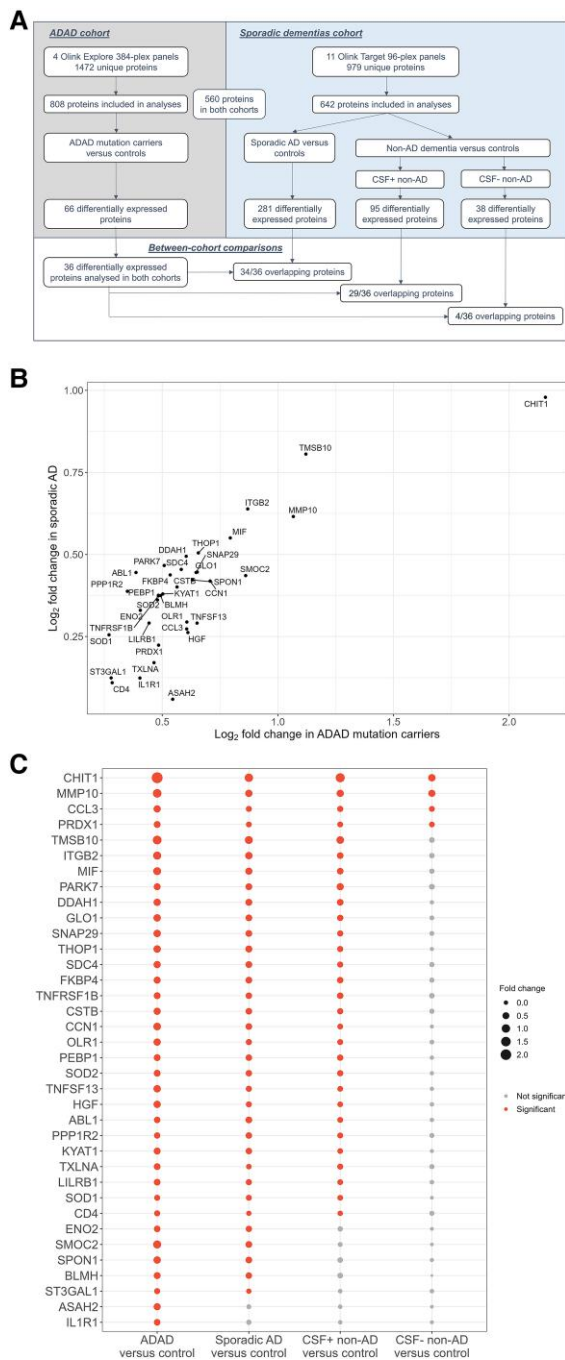 A
ADAD cohort
Sporadic dementias cohort
4 Olink Explore 384-plex panels
1472 unique proteins
11 Olink Target 96-plex panels
979 unique proteins
808 proteins included in analyses
560 proteins
in both cohorts
642 proteins included in analyses
ADAD mutation carriers
versus controls
Sporadic AD versus
controls
Non-AD dementia versus controls
CSF+ non-AD
CSF- non-AD
66 differentially expressed
proteins
281 differentially
expressed proteins
95 differentially
expressed proteins
38 differentially
expressed proteins
Between-cohort comparisons
36 differentially expressed
proteins analysed in both cohorts
34/36 overlapping proteins
29/36 overlapping proteins
4/36 overlapping proteins
B
Log2 fold change in sporadic AD
1.00
0.75
0.50
0.25
CHIT1
TMSB10
ITGB2
MMP10
MIF
THOP1
DDAH1
SNAP29
PARK7
SDC4
GLO1
ABL1
SMOC2
FKBP4
CSTB
SPON1
PPP1R2
PEBP1
KYAT1
CCN1
SOD2
BLMH
ENO2
OLR1
TNFSF13
TNFRSF1B
CCL3
SOD1
LILRB1
HGF
PRDX1
ST3GAL1
TXLNA
CD4
IL1R1
ASAH2
0.5
1.0
1.5
2.0
Log2 fold change in ADAD mutation carriers
C
CHIT1
MMP10
CCL3
PRDX1
TMSB10
ITGB2
MIF
PARK7
DDAH1
GLO1
SNAP29
THOP1
SDC4
FKBP4
TNFRSF1B
CSTB
CCN1
OLR1
PEBP1
SOD2
TNFSF13
HGF
ABL1
PPP1R2
KYAT1
TXLNA
LILRB1
SOD1
CD4
ENO2
SMOC2
SPON1
BLMH
ST3GAL1
ASAH2
IL1R1
Fold change
0.0
0.5
1.0
1.5
2.0
Not significan
Significant
ADAD
versus control
Sporadic AD
versus control
CSF+ non-AD
versus control
CSF- non-AD
versus control